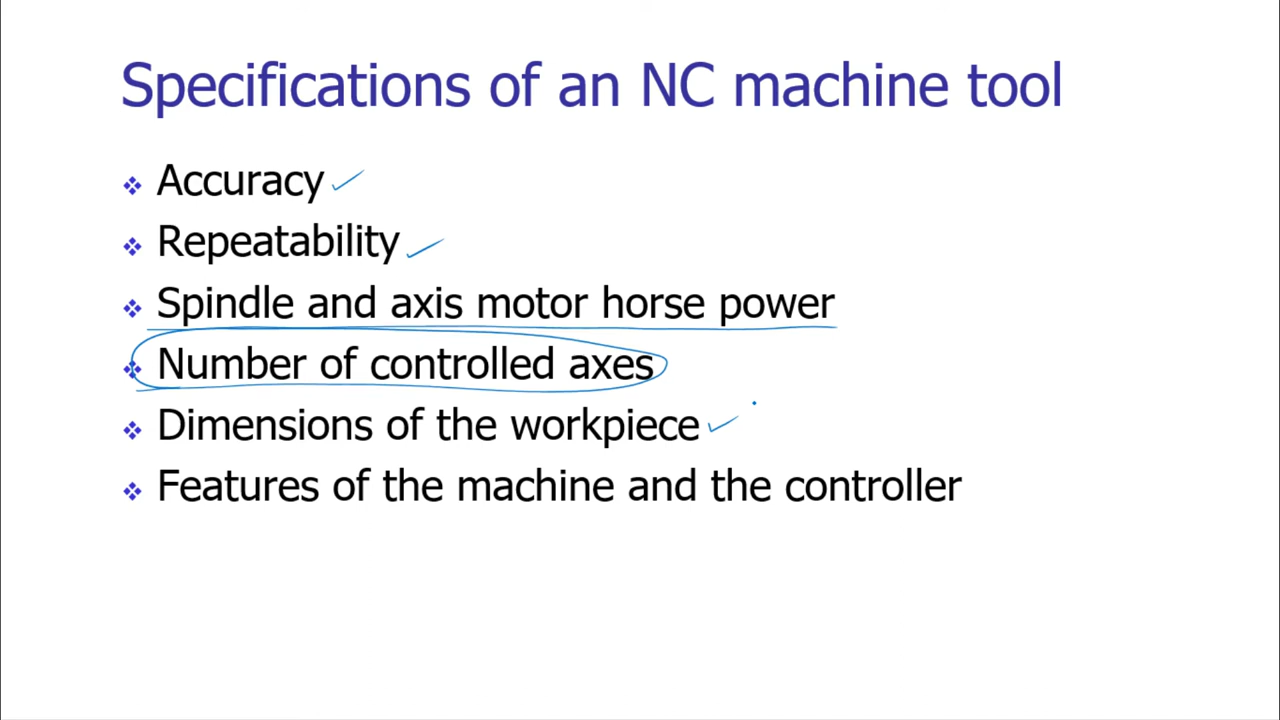 Specifications of an NC machine tool
Accuracy
Repeatability
Spindle and axis motor horse power
Number of controlled axes
Dimensions of the workpiece
Features of the machine and the controller